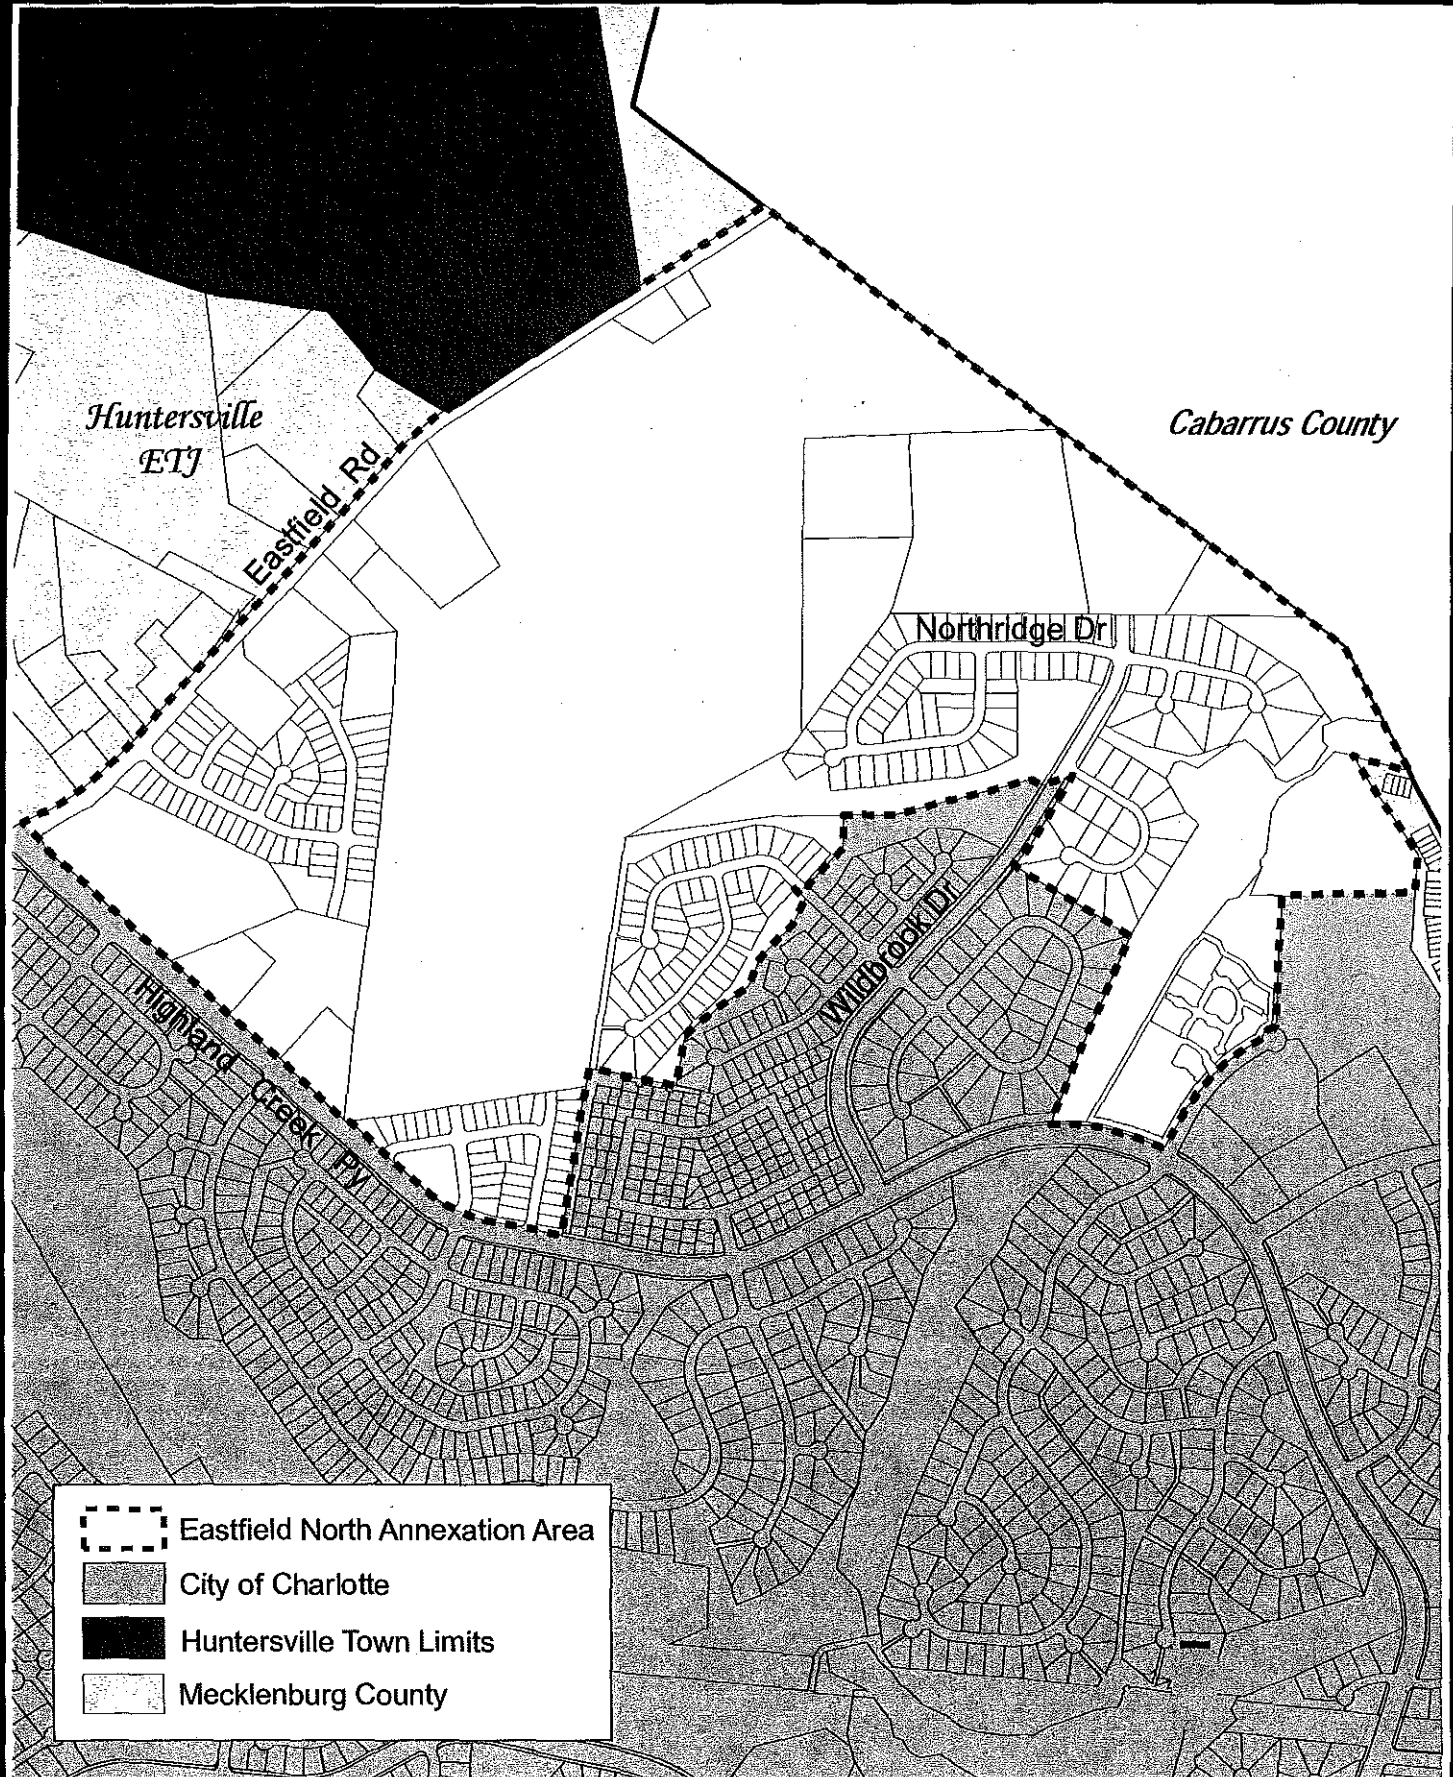 Huntersville
ETJ
Eastfield Rd
Cabarrus County
Northridge Dr
Wildbrook Dr
Highland Creek Py
Eastfield North Annexation Area
City of Charlotte
Huntersville Town Limits
Mecklenburg County